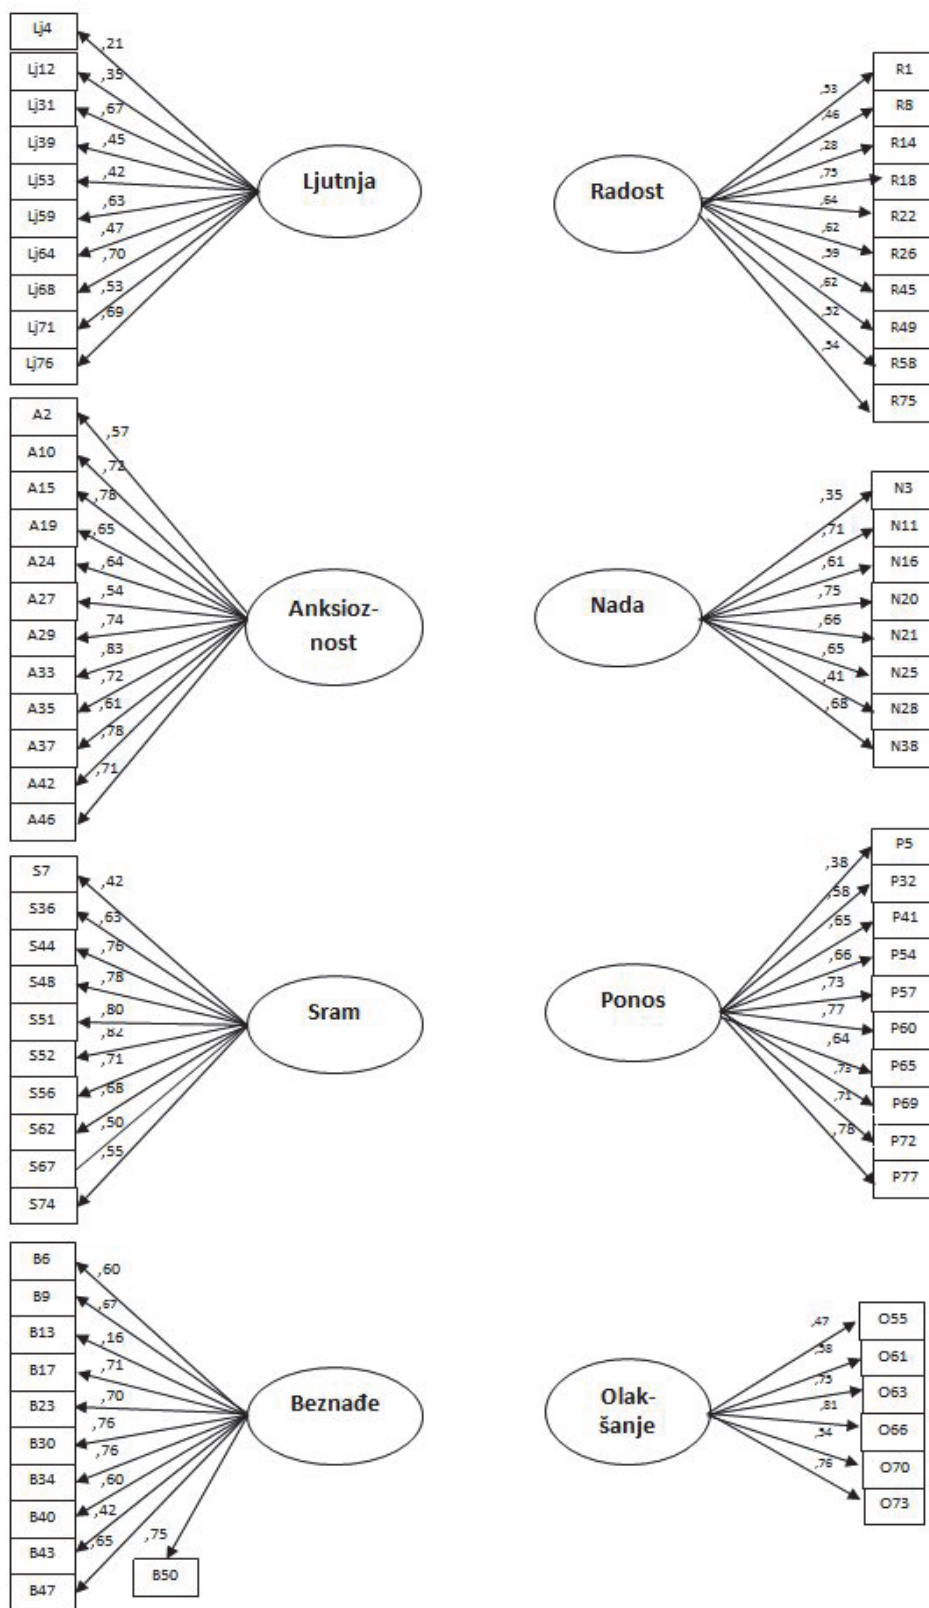 Lj4
Lj12
Lj31
Lj39
Lj53
Lj59
Lj64
Lj68
Lj71
Lj76
,21
,35
,67
,45
,42
,63
,47
,70
,53
,69
Ljutnja
Radost
,53
,46
,28
,75
,64
,62
,59
,62
,52
,54
R1
R8
R14
R18
R22
R26
R45
R49
R58
R75
A2
A10
A15
A19
A24
A27
A29
A33
A35
A37
A42
A46
,57
,72
,78
,65
,64
,54
,74
,83
,72
,61
,78
,71
Anksioz-
nost
Nada
,35
,71
,61
,75
,66
,65
,41
,68
N3
N11
N16
N20
N21
N25
N28
N38
S7
S36
S44
S48
S51
S52
S56
S62
S67
S74
,42
,63
,76
,78
,80
,82
,71
,68
,50
,55
Sram
Ponos
,38
,58
,65
,66
,73
,77
,64
,73
,71
,78
P5
P32
P41
P54
P57
P60
P65
P69
P72
P77
B6
B9
B13
B17
B23
B30
B34
B40
B43
B47
,60
,67
,16
,71
,70
,76
,76
,60
,42
,65
,75
B50
Beznađe
Olak-
šanje
,47
,58
,75
,81
,54
,76
O55
O61
O63
O66
O70
O73